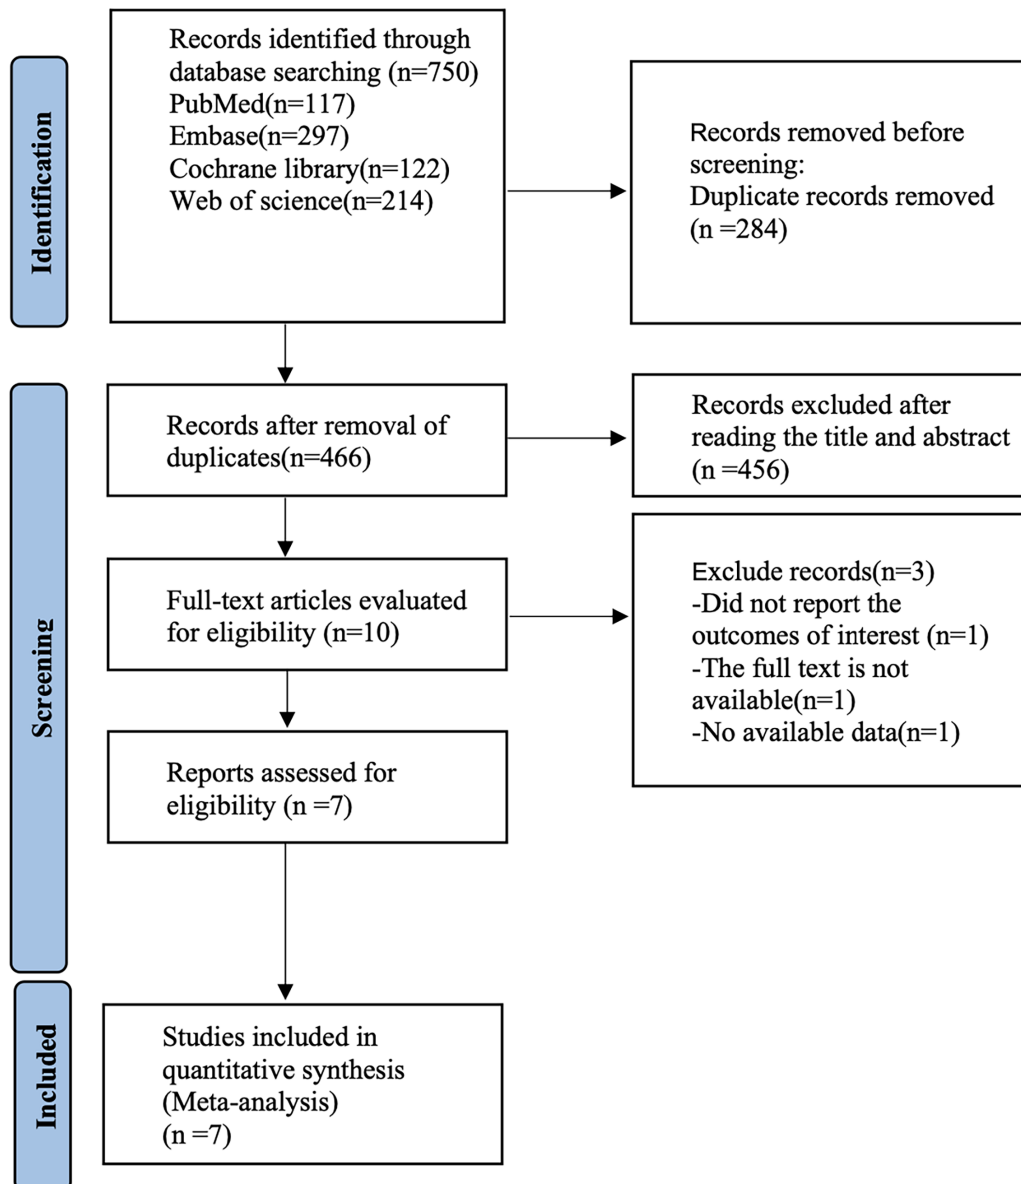 Identification
Records identified through
database searching (n=750)
PubMed(n=117)
Embase(n=297)
Cochrane library(n=122)
Web of science(n=214)
Records removed before
screening:
Duplicate records removed
(n =284)
Screening
Records after removal of
duplicates(n=466)
Records excluded after
reading the title and abstract
(n =456)
Full-text articles evaluated
for eligibility (n=10)
Exclude records(n=3)
-Did not report the
outcomes of interest (n=1)
-The full text is not
available(n=1)
-No available data(n=1)
Reports assessed for
eligibility (n =7)
Included
Studies included in
quantitative synthesis
(Meta-analysis)
(n =7)